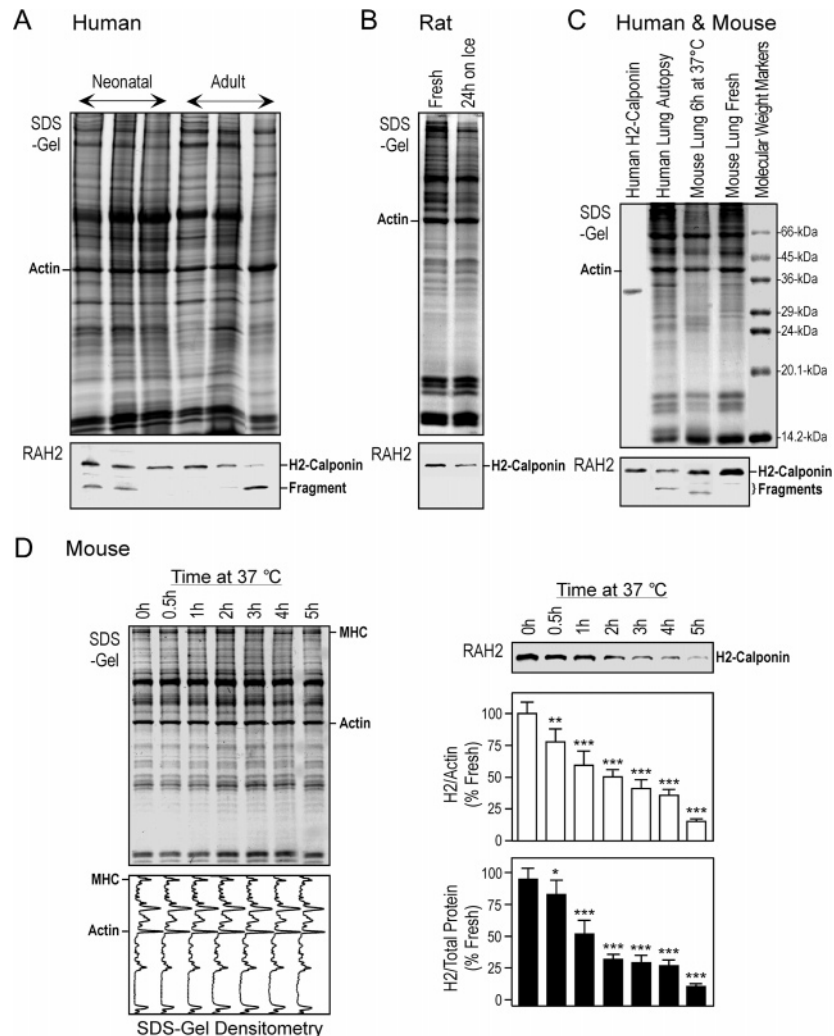 A Human
Neonatal Adult
SDS
-Gel
Actin
RAH2
H2-Calponin
Fragment
B Rat
Fresh
24h on Ice
SDS
-Gel
Actin
RAH2
H2-Calponin
C Human & Mouse
Human H2-Calponin
Human Lung Autopsy
Mouse Lung 6h at 37°C
Mouse Lung Fresh
Molecular Weight Markers
SDS
-Gel
Actin
-66-kDa
-45-kDa
-36-kDa
-29-kDa
-24-kDa
-20.1-kDa
-14.2-kDa
RAH2
H2-Calponin
} Fragments
D Mouse
Time at 37 °C
0h 0.5h 1h 2h 3h 4h 5h
SDS
-Gel
MHC
Actin
MHC
Actin
SDS-Gel Densitometry
Time at 37 °C
0h 0.5h 1h 2h 3h 4h 5h
RAH2
H2-Calponin
H2/Actin
(% Fresh)
100
75
50
25
0
** *** *** *** *** ***
H2/Total Protein
(% Fresh)
100
75
50
25
0
* *** *** *** *** ***